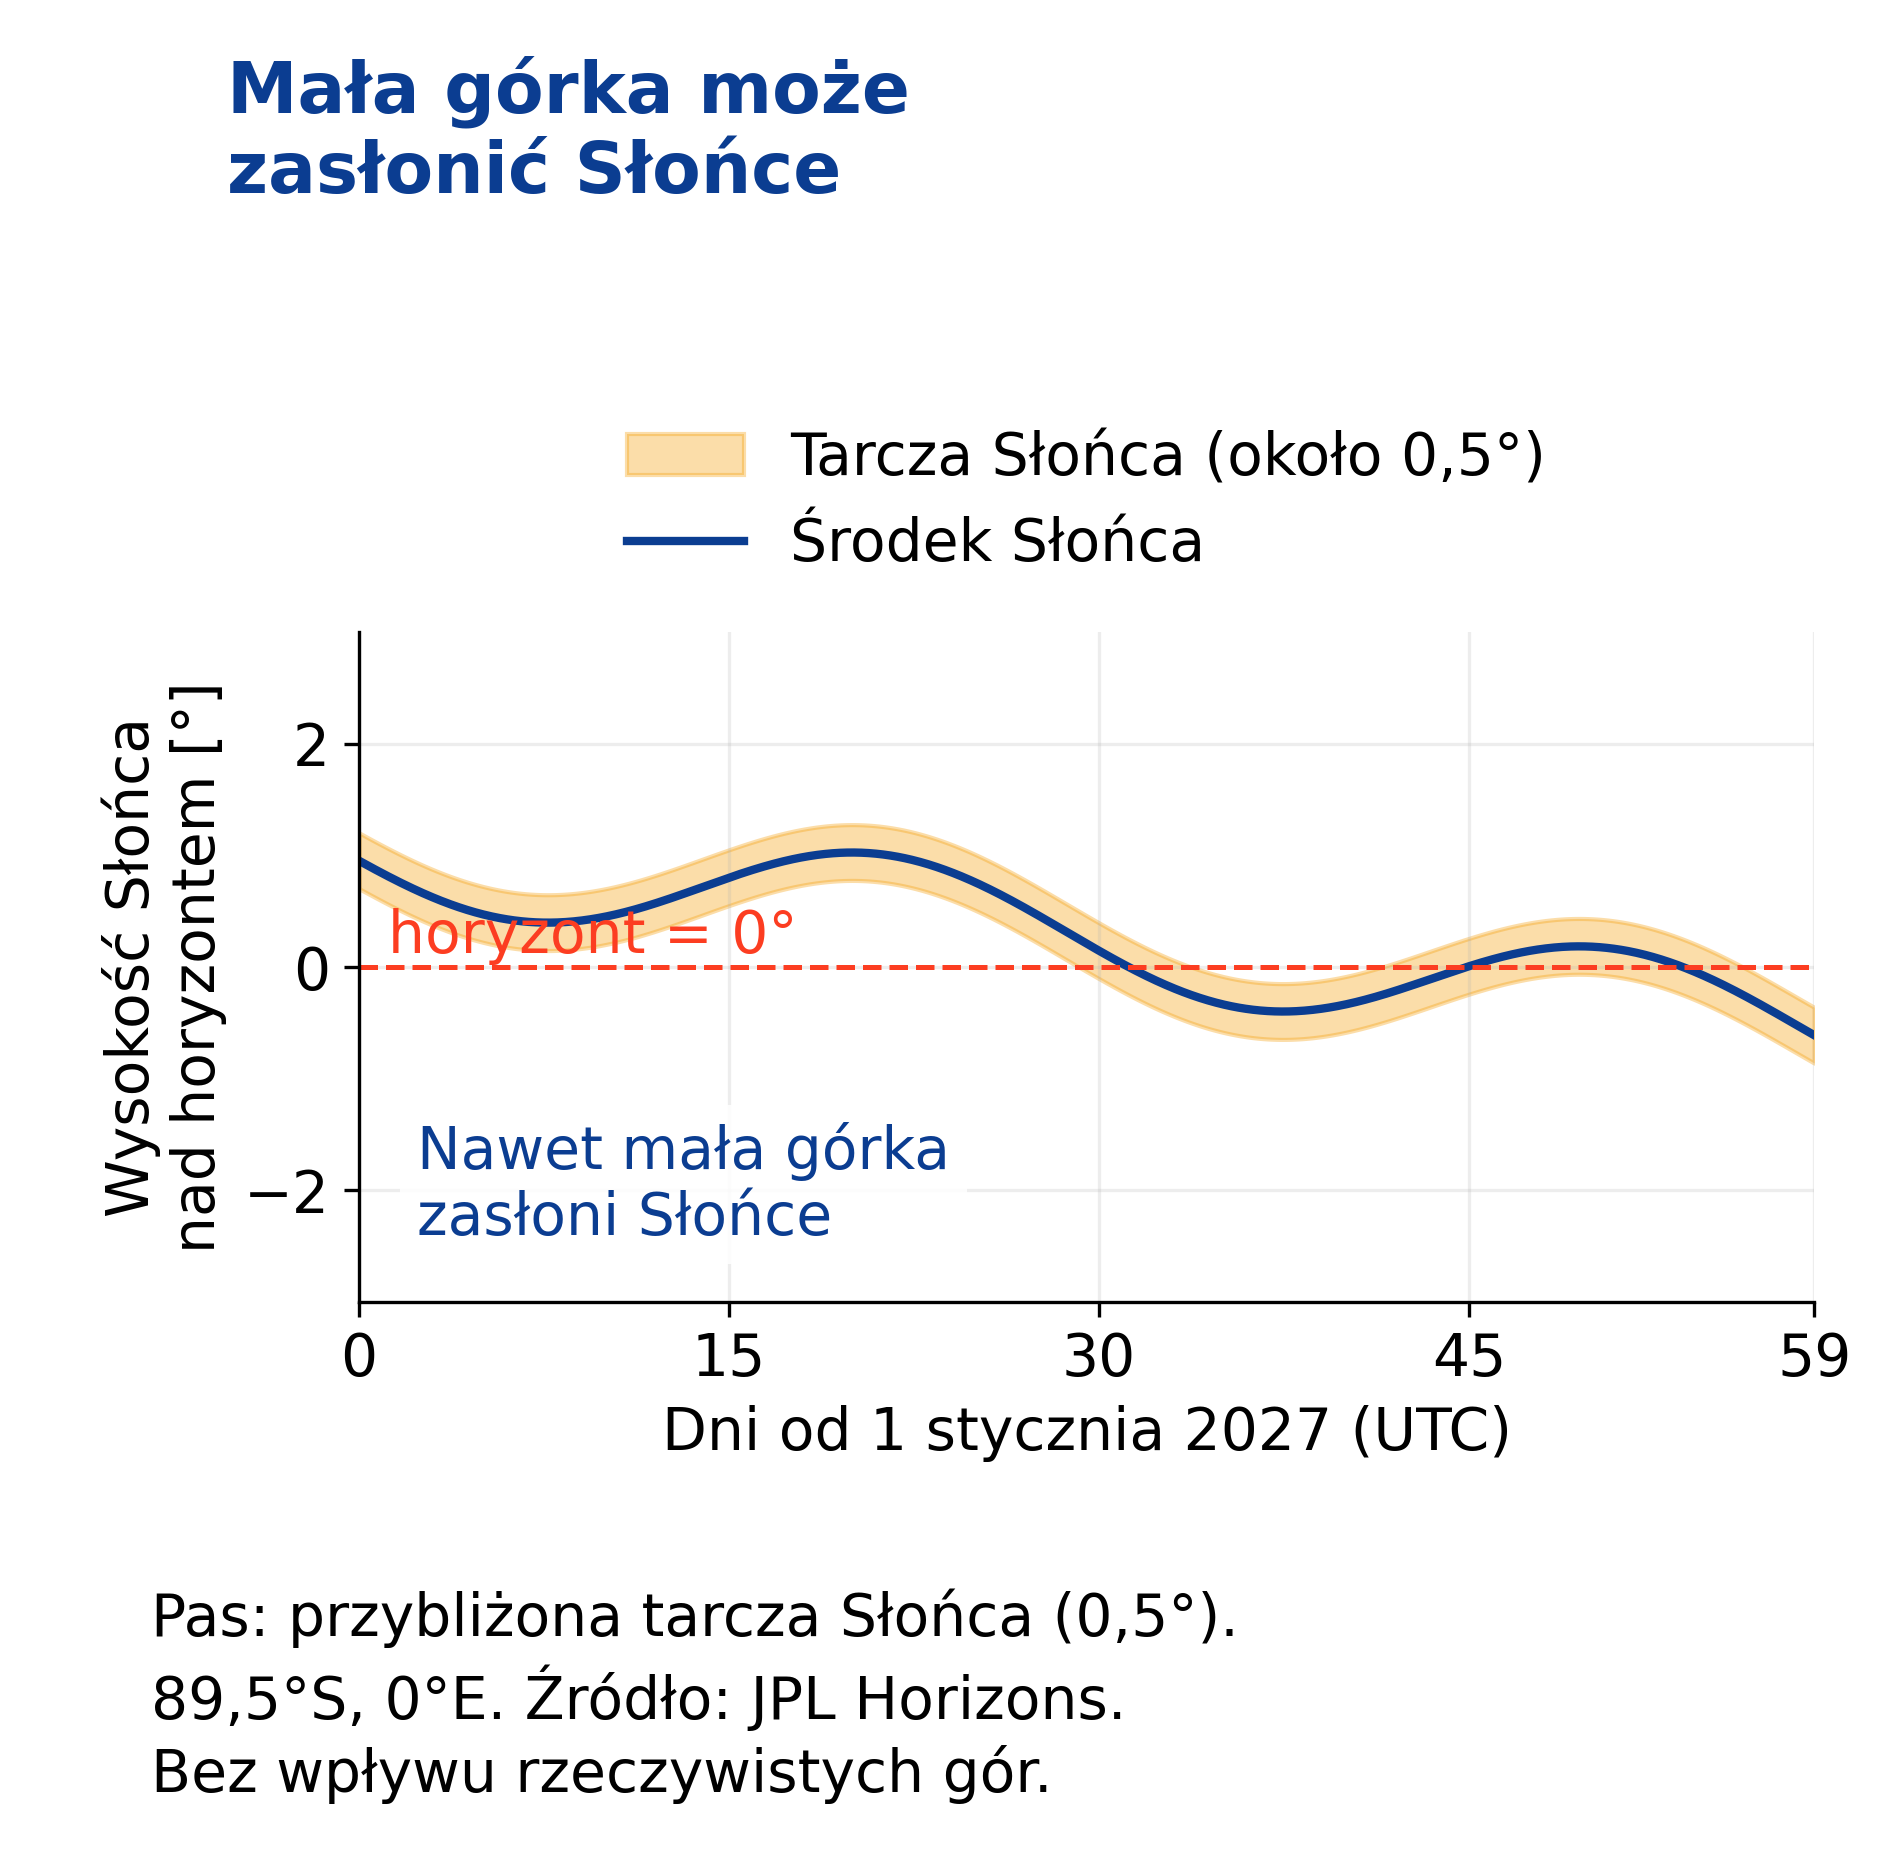 Mała górka może
zasłonić Słońce
Tarcza Słońca (około 0,5°)
Środek Słońca
Wysokość Słońca
nad horyzontem [°]
2
0
−2
horyzont = 0°
Nawet mała górka
zasłoni Słońce
0 15 30 45 59
Dni od 1 stycznia 2027 (UTC)
Pas: przybliżona tarcza Słońca (0,5°).
89,5°S, 0°E. Źródło: JPL Horizons.
Bez wpływu rzeczywistych gór.